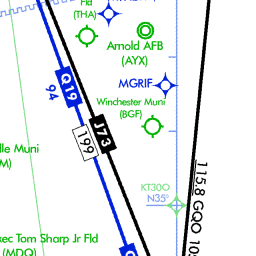 Fld
(THA)
Arnold AFB
(AYX)
MGRIF
Q19
94
Winchester Muni
(BGF)
J73
199
lle Muni
M)
115.8 GQO 10
KT30O
N35°
xec Tom Sharp Jr Fld
(MDQ)